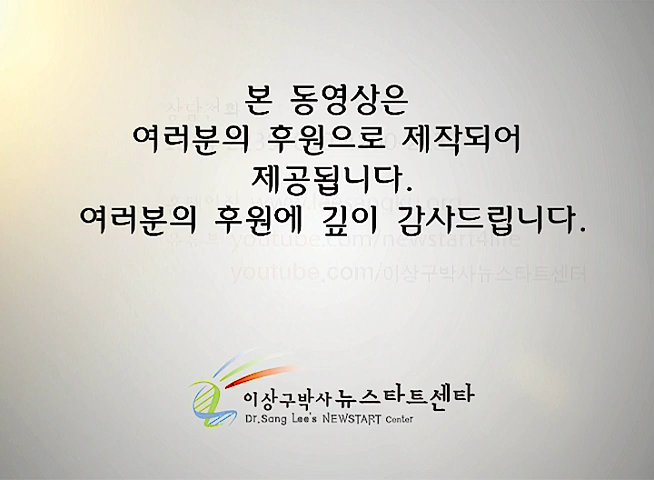 본 동영상은
여러분의 후원으로 제작되어
제공됩니다.
여러분의 후원에 깊이 감사드립니다.
youtube.com/newstart4life
youtube.com/이상구박사뉴스타트센터
이상구박사 뉴스타트센타
Dr.Sang Lee's NEWSTART Center